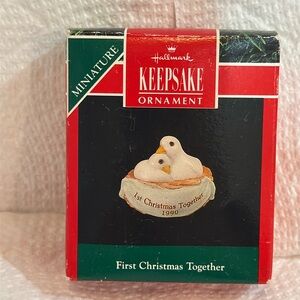 MINIATURE
Hallmark
KEEPSAKE
ORNAMENT
1st Christmas Together
1990
First Christmas Together